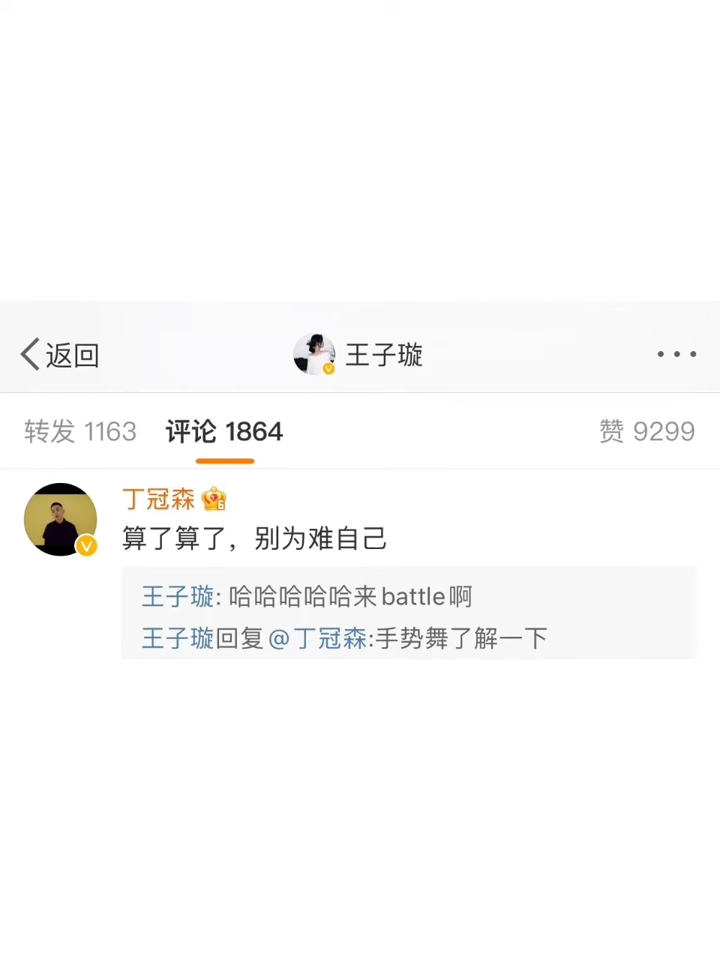 返回
王子璇
转发 1163
评论 1864
赞 9299
丁冠森
6
算了算了，别为难自己
王子璇: 哈哈哈哈哈来battle啊
王子璇回复@丁冠森:手势舞了解一下